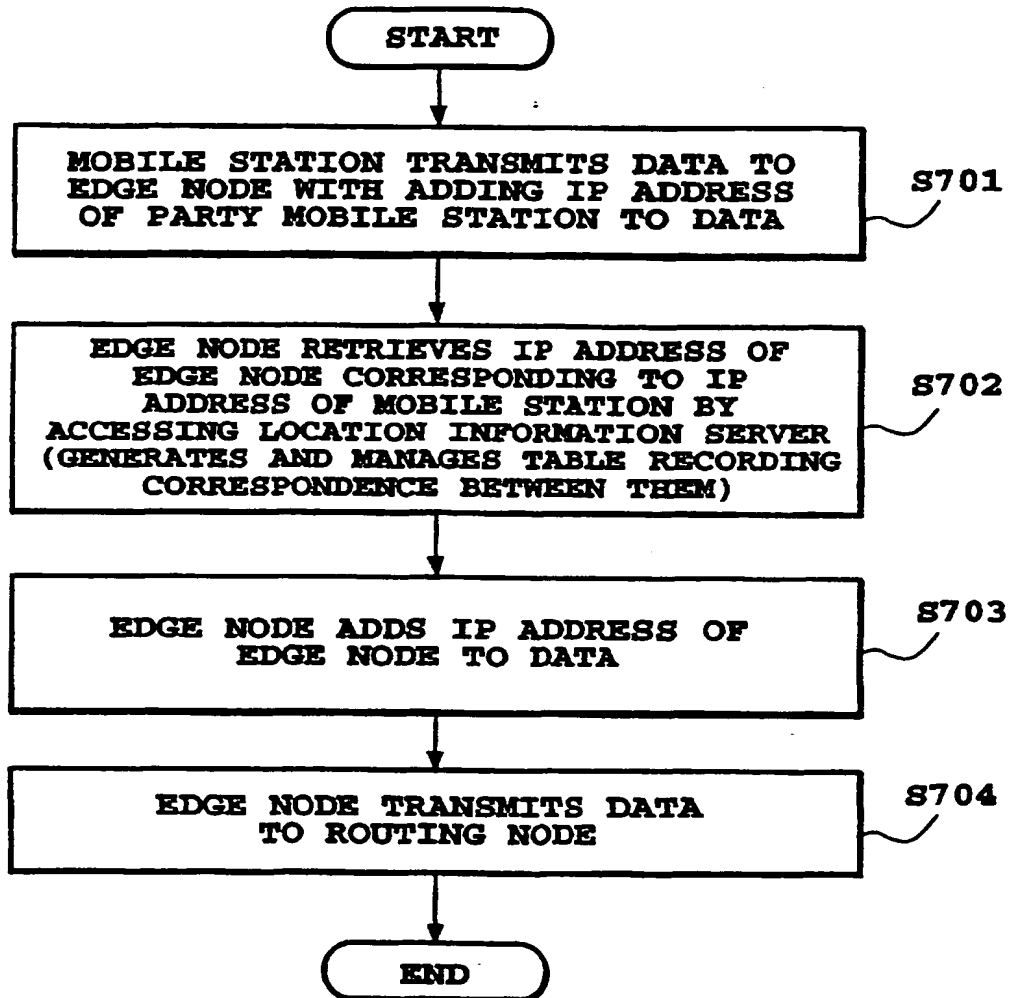 START
MOBILE STATION TRANSMITS DATA TO
EDGE NODE WITH ADDING IP ADDRESS
OF PARTY MOBILE STATION TO DATA
S701
EDGE NODE RETRIEVES IP ADDRESS OF
EDGE NODE CORRESPONDING TO IP
ADDRESS OF MOBILE STATION BY
ACCESSING LOCATION INFORMATION SERVER
(GENERATES AND MANAGES TABLE RECORDING
CORRESPONDENCE BETWEEN THEM)
S702
EDGE NODE ADDS IP ADDRESS OF
EDGE NODE TO DATA
S703
EDGE NODE TRANSMITS DATA
TO ROUTING NODE
S704
END